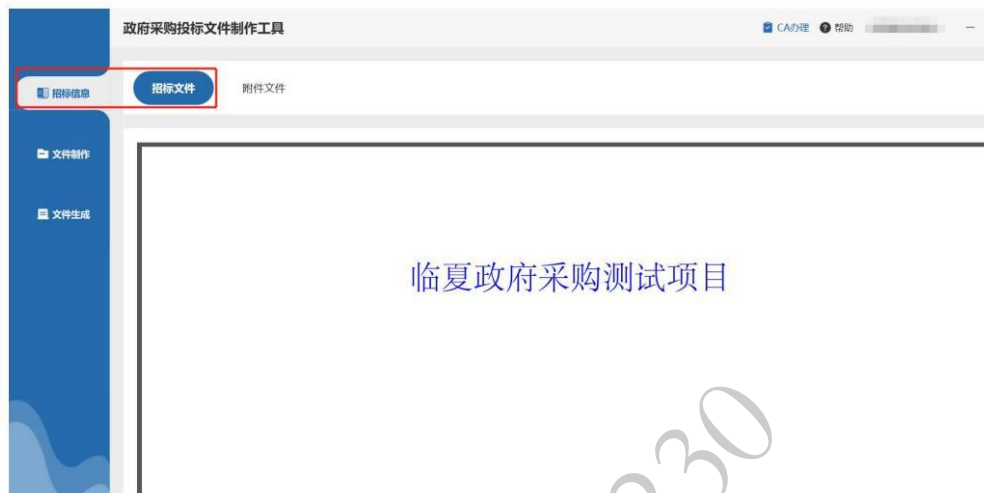 政府采购投标文件制作工具
CA办理 帮助
招标信息
招标文件 附件文件
文件制作
文件生成
临夏政府采购测试项目